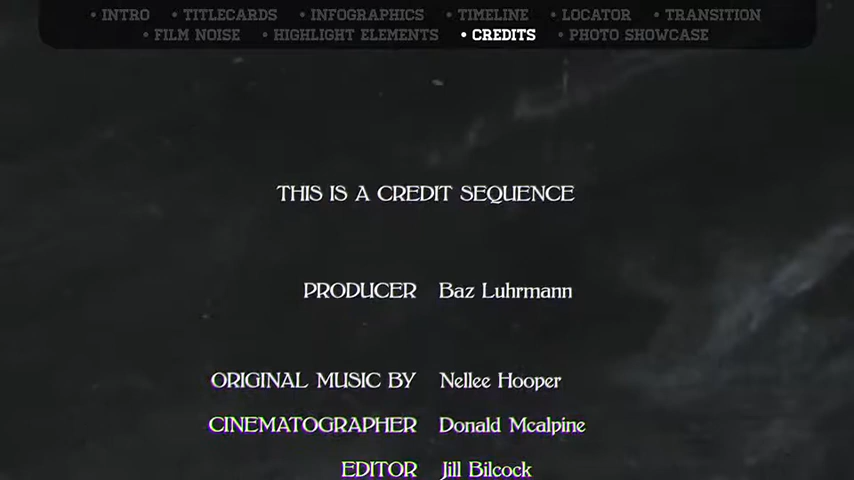 • INTRO • TITLECARDS • INFOGRAPHICS • TIMELINE • LOCATOR • TRANSITION
• FILM NOISE • HIGHLIGHT ELEMENTS • CREDITS • PHOTO SHOWCASE
THIS IS A CREDIT SEQUENCE
PRODUCER Baz Luhrmann
ORIGINAL MUSIC BY Nellee Hooper
CINEMATOGRAPHER Donald Mcalpine
EDITOR Jill Bilcock